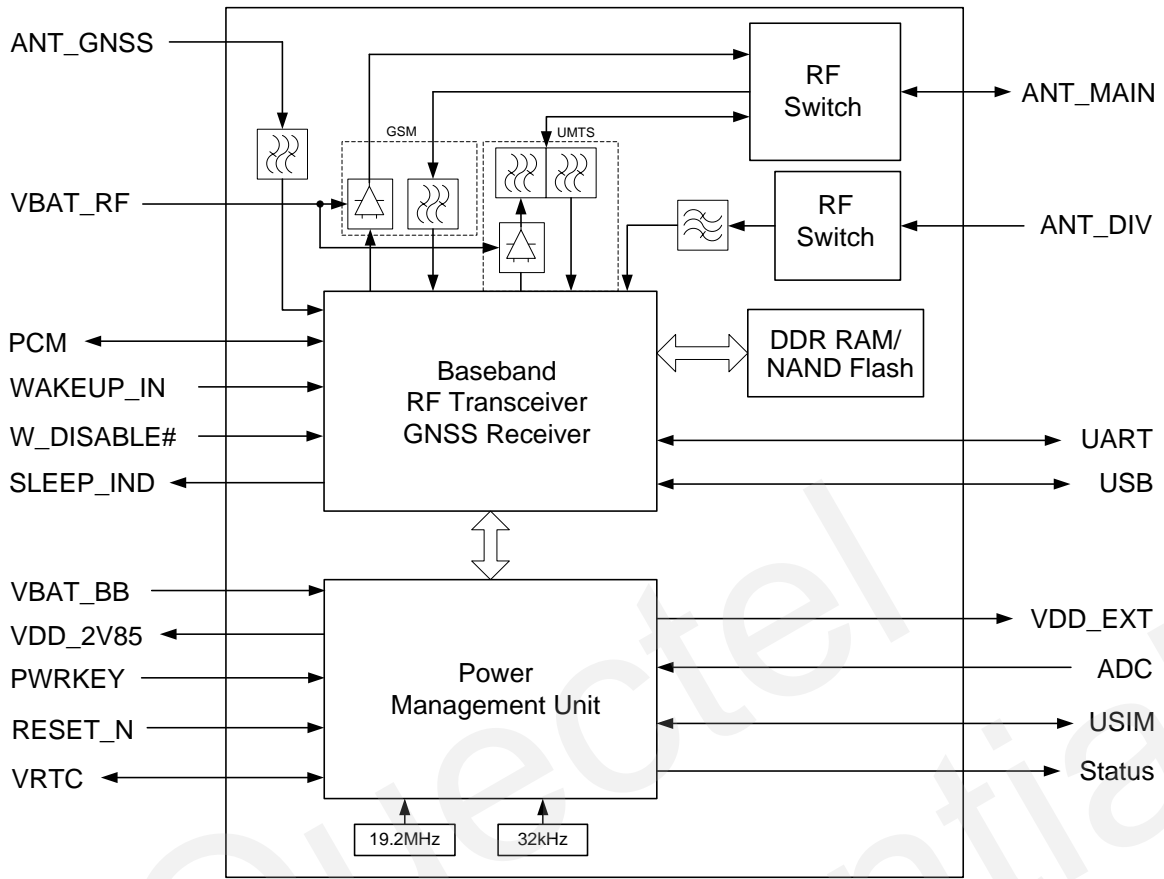 ANT_GNSS
VBAT_RF
PCM
WAKEUP_IN
W_DISABLE#
SLEEP_IND
VBAT_BB
VDD_2V85
PWRKEY
RESET_N
VRTC
GSM
UMTS
RF
Switch
RF
Switch
Baseband
RF Transceiver
GNSS Receiver
DDR RAM/
NAND Flash
Power
Management Unit
19.2MHz
32kHz
ANT_MAIN
ANT_DIV
UART
USB
VDD_EXT
ADC
USIM
Status
Quectel